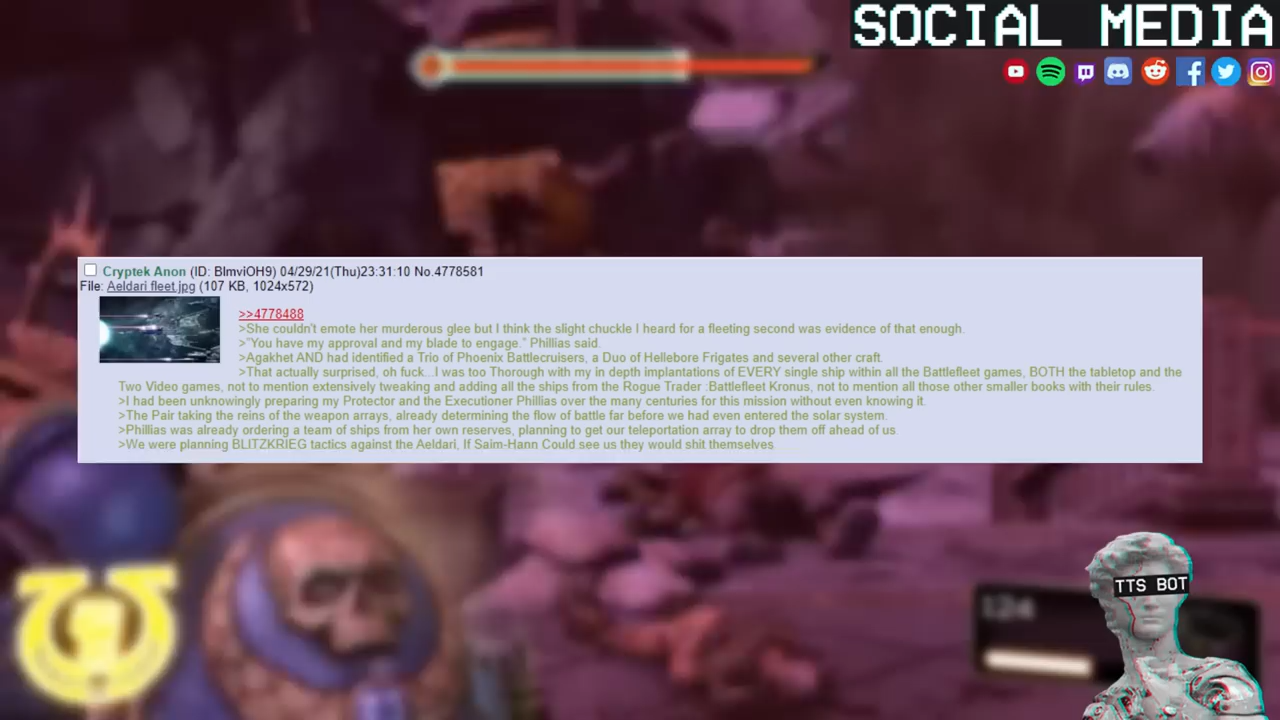 SOCIAL MEDIA
Cryptek Anon (ID: BlmviOH9) 04/29/21(Thu)23:31:10 No.4778581
File: Aeldari fleet.jpg (107 KB, 1024x572)
>>4778488
>She couldn't emote her murderous glee but I think the slight chuckle I heard for a fleeting second was evidence of that enough.
>"You have my approval and my blade to engage." Phillias said.
>Agakhet AND had identified a Trio of Phoenix Battlecruisers, a Duo of Hellebore Frigates and several other craft.
>That actually surprised, oh fuck...I was too Thorough with my in depth implantations of EVERY single ship within all the Battlefleet games, BOTH the tabletop and the
Two Video games, not to mention extensively tweaking and adding all the ships from the Rogue Trader :Battlefleet Kronus, not to mention all those other smaller books with their rules.
>I had been unknowingly preparing my Protector and the Executioner Phillias over the many centuries for this mission without even knowing it.
>The Pair taking the reins of the weapon arrays, already determining the flow of battle far before we had even entered the solar system.
>Phillias was already ordering a team of ships from her own reserves, planning to get our teleportation array to drop them off ahead of us.
>We were planning BLITZKRIEG tactics against the Aeldari, If Saim-Hann Could see us they would shit themselves
124
TTS BOT